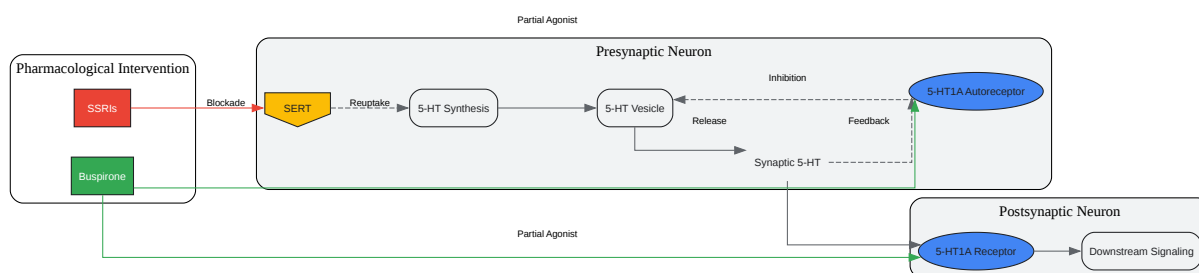 Partial Agonist
Presynaptic Neuron
Pharmacological Intervention
Inhibition
SSRIs
Blockade
SERT
Reuptake
5-HT Synthesis
5-HT Vesicle
5-HT1A Autoreceptor
Release
Feedback
Synaptic 5-HT
Buspirone
Postsynaptic Neuron
Partial Agonist
5-HT1A Receptor
Downstream Signaling